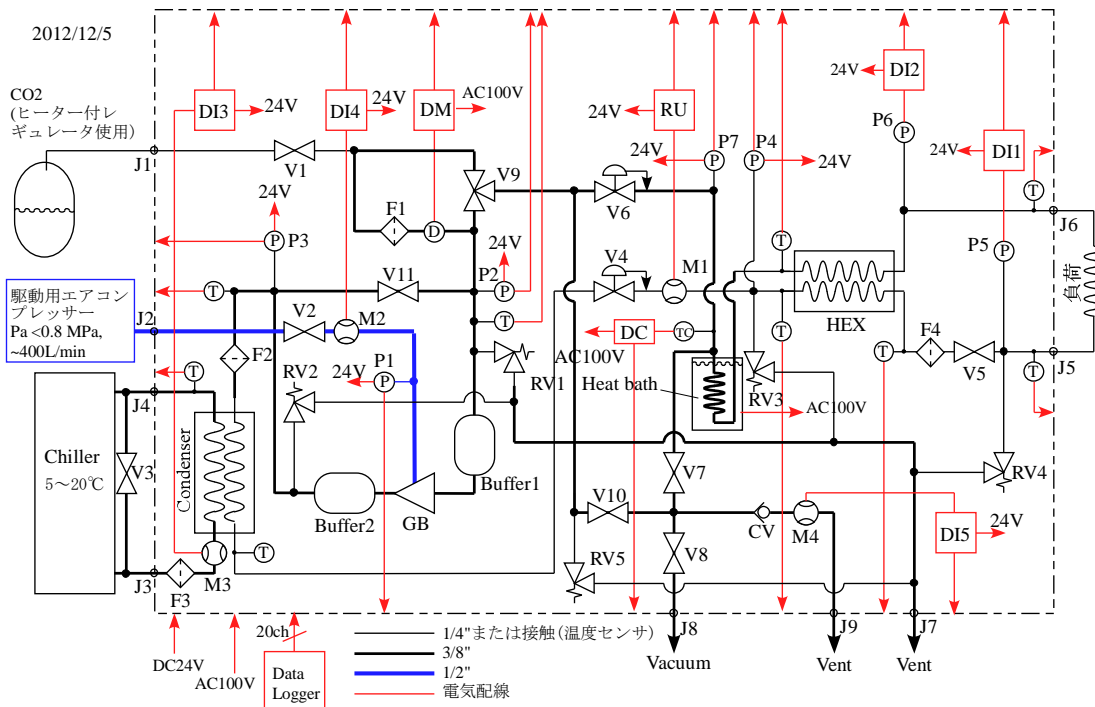 2012/12/5
CO2
(ヒーター付レ
ギュレータ使用)
J1
V1
DI3
24V
DI4
24V
DM
AC100V
24V
RU
24V
P7
P
P4
P
24V
24V
DI2
P6
P
24V
DI1
T
J6
V9
F1
D
V6
24V
P
P3
T
V11
24V
P2
P
T
V4
M1
T
HEX
P5
P
負荷
駆動用エアコン
プレッサー
Pa <0.8 MPa,
~400L/min
J2
V2
M2
F2
24V
P1
P
RV2
RV1
DC
TC
AC100V
Heat bath
T
RV3
AC100V
T
F4
V5
J5
T
T
J4
Chiller
5～20℃
V3
Condenser
Buffer2
GB
Buffer1
V7
V10
CV
M4
RV4
DI5
24V
J3
F3
M3
T
RV5
V8
J8
J9
J7
Vacuum
Vent
Vent
DC24V
AC100V
20ch
Data
Logger
1/4"または接触(温度センサ)
3/8"
1/2"
電気配線